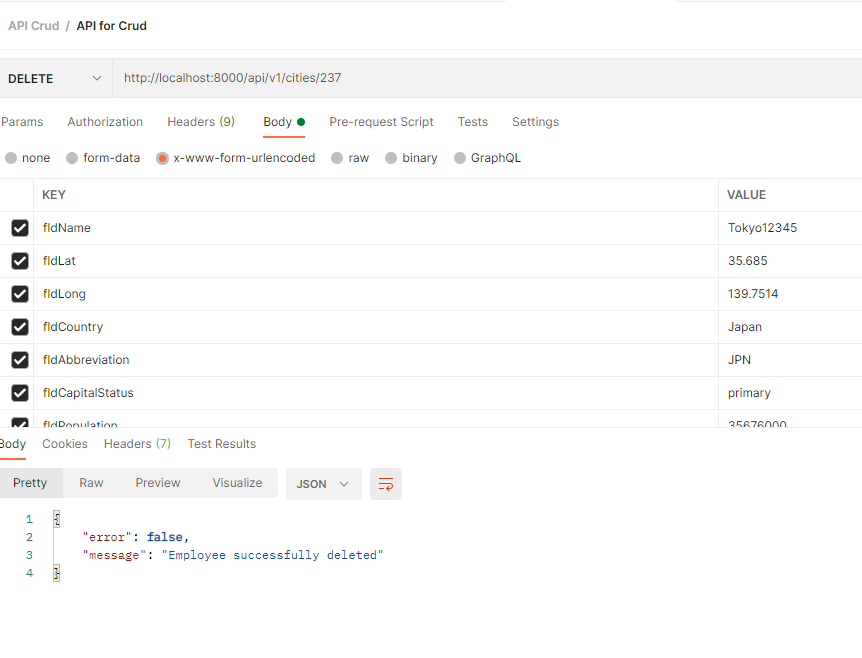 API Crud / API for Crud
DELETE http://localhost:8000/api/v1/cities/237
Params Authorization Headers (9) Body Pre-request Script Tests Settings
none form-data x-www-form-urlencoded raw binary GraphQL
KEY VALUE
fldName Tokyo12345
fldLat 35.685
fldLong 139.7514
fldCountry Japan
fldAbbreviation JPN
fldCapitalStatus primary
fldPopulation 35676000
Body Cookies Headers (7) Test Results
Pretty Raw Preview Visualize JSON
1 {
2 "error": false,
3 "message": "Employee successfully deleted"
4 }